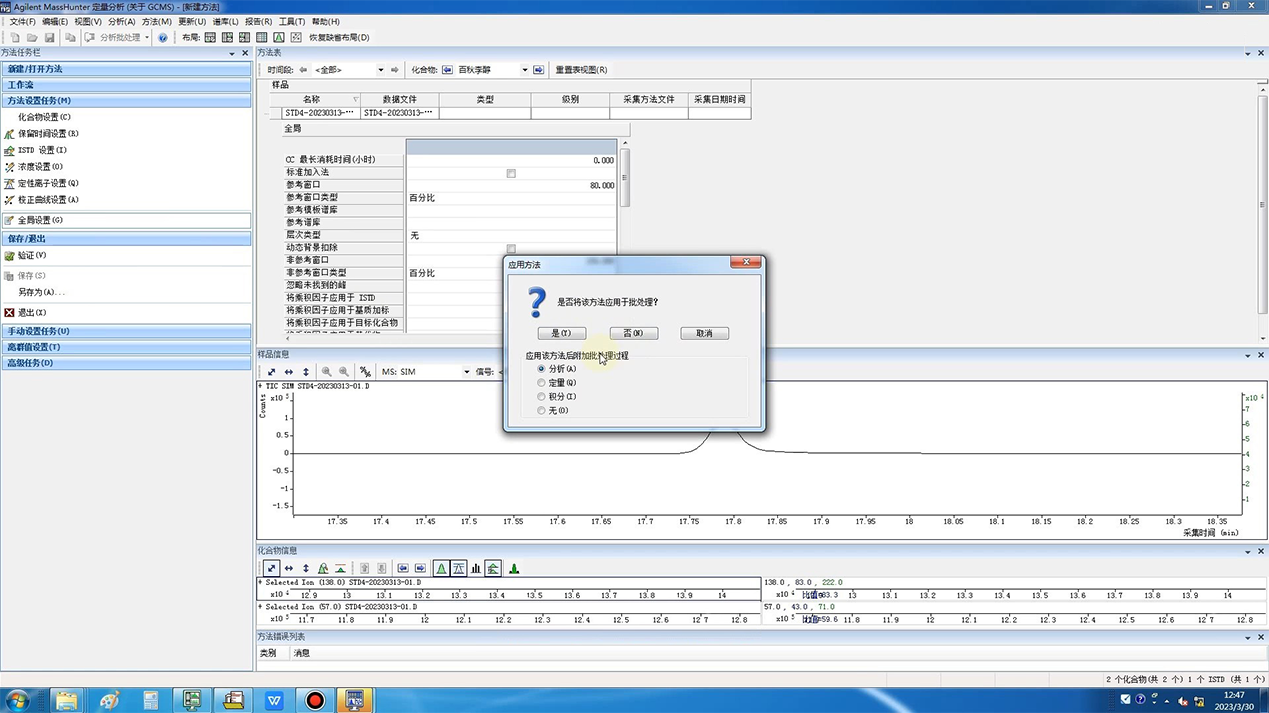 Agilent MassHunter 定量分析 (关于 GCMS) - [新建方法]
文件(F) 编辑(E) 视图(V) 分析(A) 方法(M) 更新(U) 谱库(L) 报告(R) 工具(T) 帮助(H)
分析批处理 布局: 恢复缺省布局(D)
方法任务栏
新建/打开方法
工作流
方法设置任务(M)
化合物设置(C)
保留时间设置(R)
ISTD 设置(I)
浓度设置(O)
定性离子设置(Q)
校正曲线设置(A)
全局设置(G)
保存/退出
验证(V)
保存(S)
另存为(A)...
退出(X)
手动设置任务(U)
离群值设置(T)
高级任务(D)
方法表
时间段: <全部> 化合物: 百秋李醇 重置表视图(R)
样品
名称 数据文件 类型 级别 采集方法文件 采集日期时间
STD4-20230313-··· STD4-20230313-···
全局
CC 最长消耗时间(小时) 0.000
标准加入法
参考窗口 80.000
参考窗口类型 百分比
参考模板谱库
参考谱库
层次类型 无
动态背景扣除
非参考窗口
非参考窗口类型 百分比
忽略未找到的峰
将乘积因子应用于 ISTD
将乘积因子应用于基质加标
将乘积因子应用于目标化合物
应用方法
是否将该方法应用于批处理?
是(Y) 否(N) 取消
应用该方法后附加批处理过程
分析(A)
定量(Q)
积分(I)
无(O)
样品信息
MS: SIM 信号:
+ TIC SIM STD4-20230313-01.D
Counts
x10 5
1
0.5
0
-0.5
-1
-1.5
x10 4
7
6
5
4
3
2
1
17.35 17.4 17.45 17.5 17.55 17.6 17.65 17.7 17.75 17.8 17.85 17.9 17.95 18 18.05 18.1 18.15 18.2 18.25 18.3 18.35
采集时间 (min)
化合物信息
+ Selected Ion (138.0) STD4-20230313-01.D
x10 4 12.9 13 13.1 13.2 13.3 13.4 13.5 13.6 13.7 13.8 13.9 14
138.0 , 83.0 , 222.0
x10 4 比值=83.3 13 13.1 13.2 13.3 13.4 13.5 13.6 13.7 13.8 13.9 14
+ Selected Ion (57.0) STD4-20230313-01.D
x10 5 11.7 11.8 11.9 12 12.1 12.2 12.3 12.4 12.5 12.6 12.7 12.8
57.0 , 43.0 , 71.0
x10 5 比值=59.6 11.8 11.9 12 12.1 12.2 12.3 12.4 12.5 12.6 12.7 12.8
方法错误列表
类别 消息
2 个化合物(共 2 个) 1 个 ISTD (共 1 个)
12:47
2023/3/30